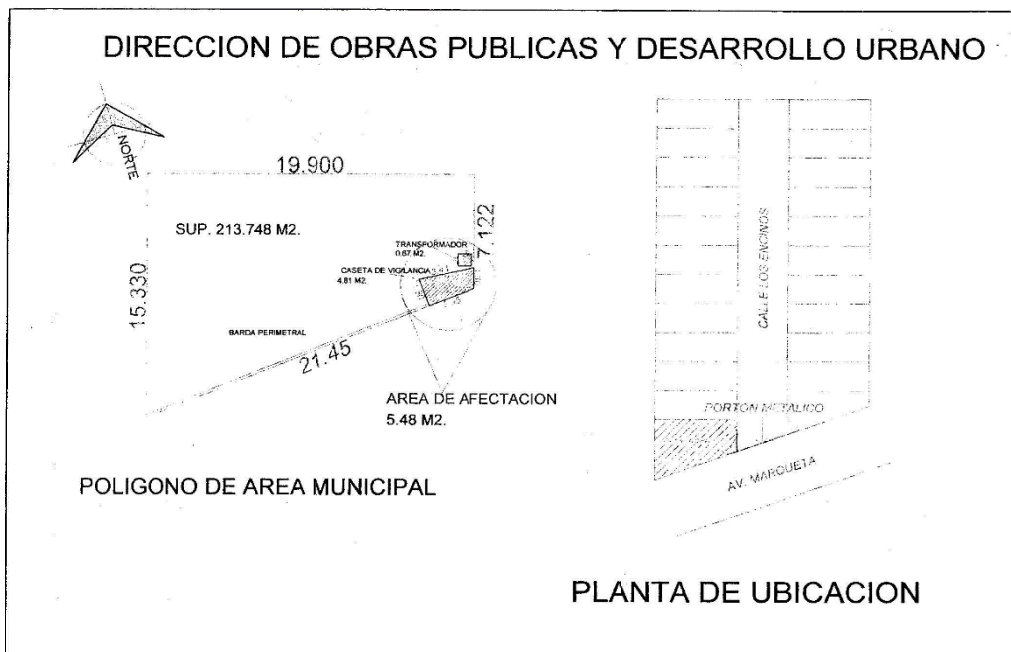 DIRECCION DE OBRAS PUBLICAS Y DESARROLLO URBANO
NORTE
19.900
SUP. 213.748 M2.
7.122
TRANSFORMADOR
0.67 M2.
CASETA DE VIGILANCIA
4.81 M2.
15.330
BARDA PERIMETRAL
21.45
AREA DE AFECTACION
5.48 M2.
POLIGONO DE AREA MUNICIPAL
CALLE LOS ENCINOS
PORTON METALICO
AV. MARQUETA
PLANTA DE UBICACION